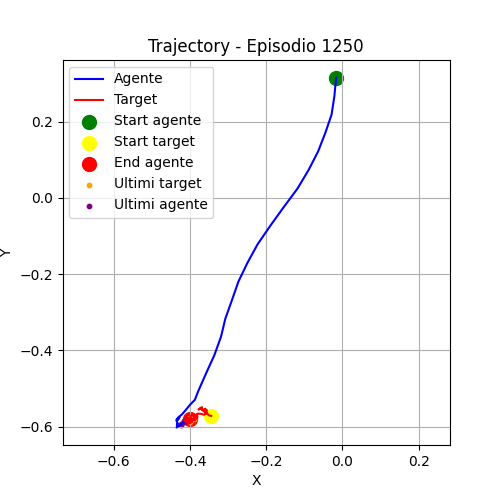 Trajectory - Episodio 1250
Agente
Target
Start agente
Start target
End agente
Ultimi target
Ultimi agente
0.2
0.0
−0.2
−0.4
−0.6
Y
−0.6
−0.4
−0.2
0.0
0.2
X